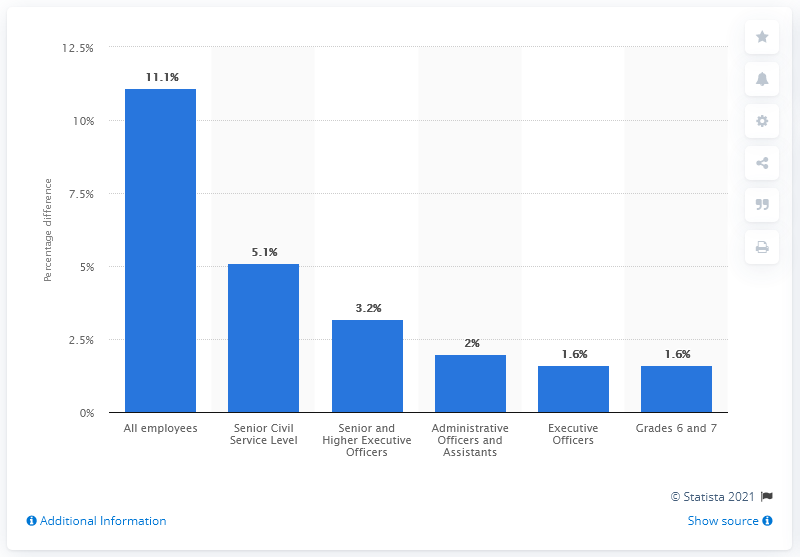 12.5%
10%
7.5%
5%
2.5%
0%
Percentage difference
11.1%
5.1%
3.2%
2%
1.6%
1.6%
All employees
Senior Civil
Service Level
Senior and
Higher Executive
Officers
Administrative
Officers and
Assistants
Executive
Officers
Grades 6 and 7
© Statista 2021
Additional Information
Show source